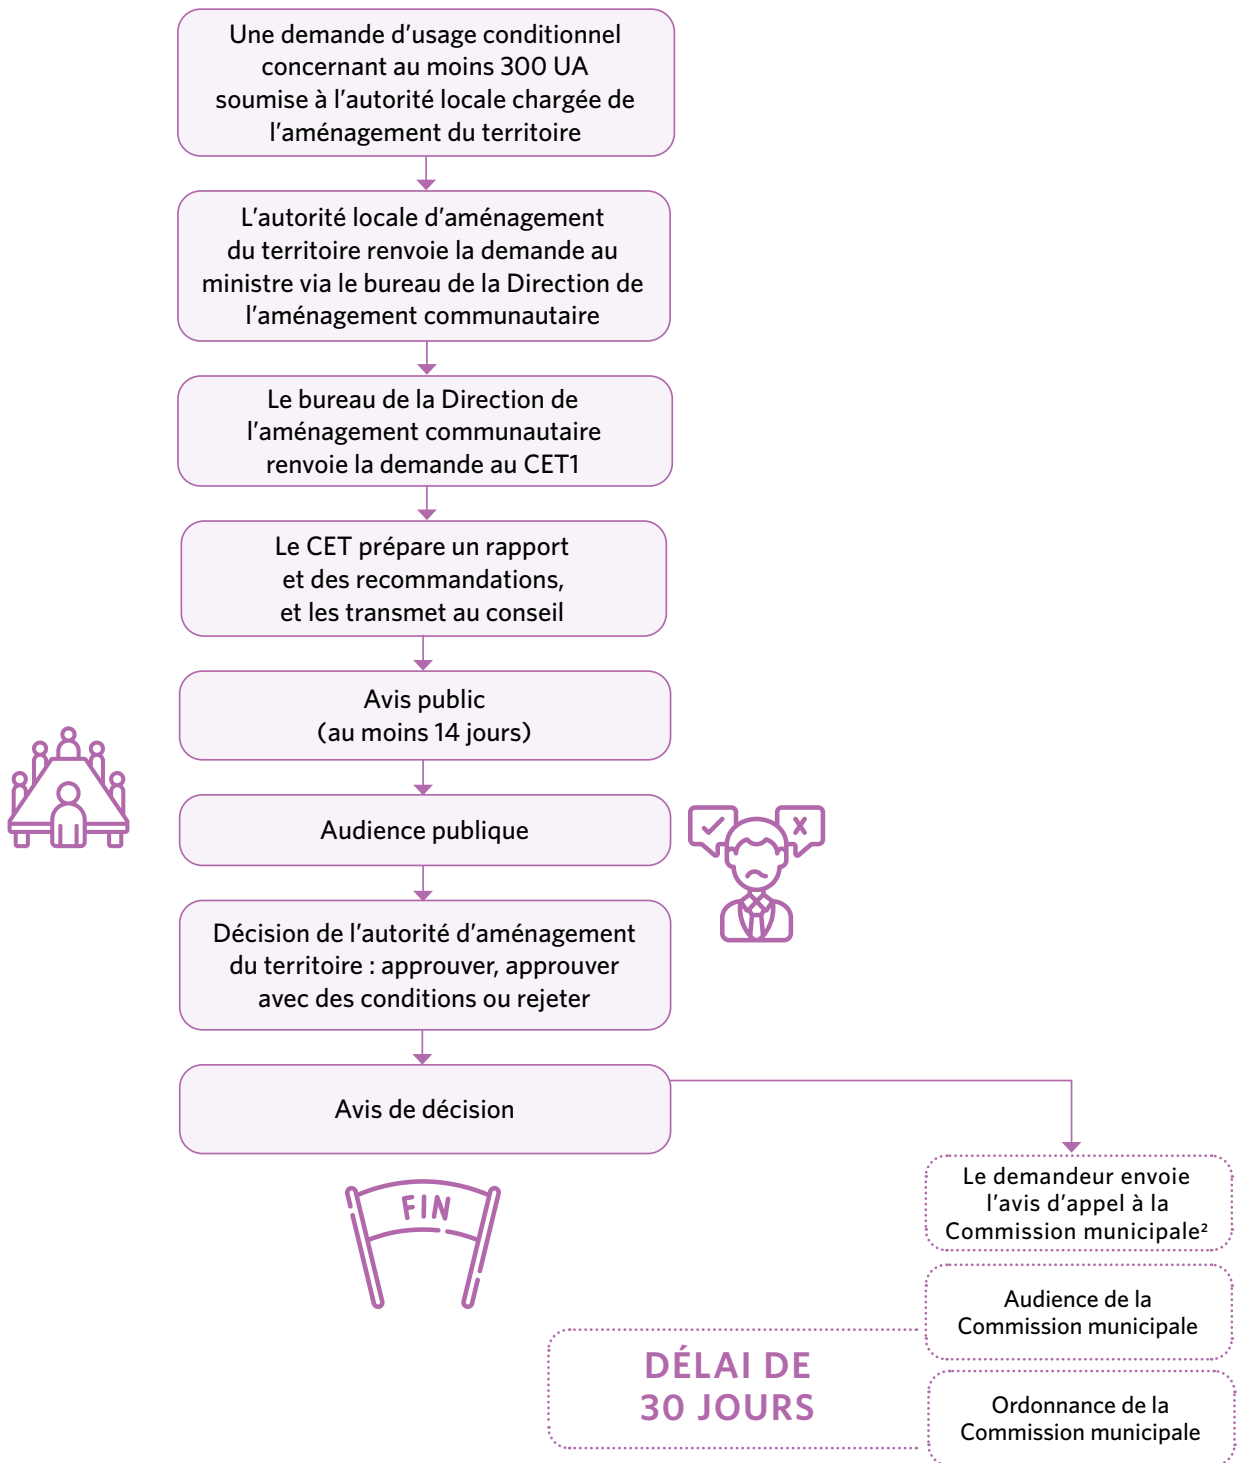 Une demande d'usage conditionnel
concernant au moins 300 UA
soumise à l'autorité locale chargée de
l'aménagement du territoire
L'autorité locale d'aménagement
du territoire renvoie la demande au
ministre via le bureau de la Direction de
l'aménagement communautaire
Le bureau de la Direction de
l'aménagement communautaire
renvoie la demande au CET1
Le CET prépare un rapport
et des recommandations,
et les transmet au conseil
Avis public
(au moins 14 jours)
Audience publique
Décision de l'autorité d'aménagement
du territoire : approuver, approuver
avec des conditions ou rejeter
Avis de décision
FIN
Le demandeur envoie
l'avis d'appel à la
Commission municipale²
Audience de la
Commission municipale
DÉLAI DE
30 JOURS
Ordonnance de la
Commission municipale